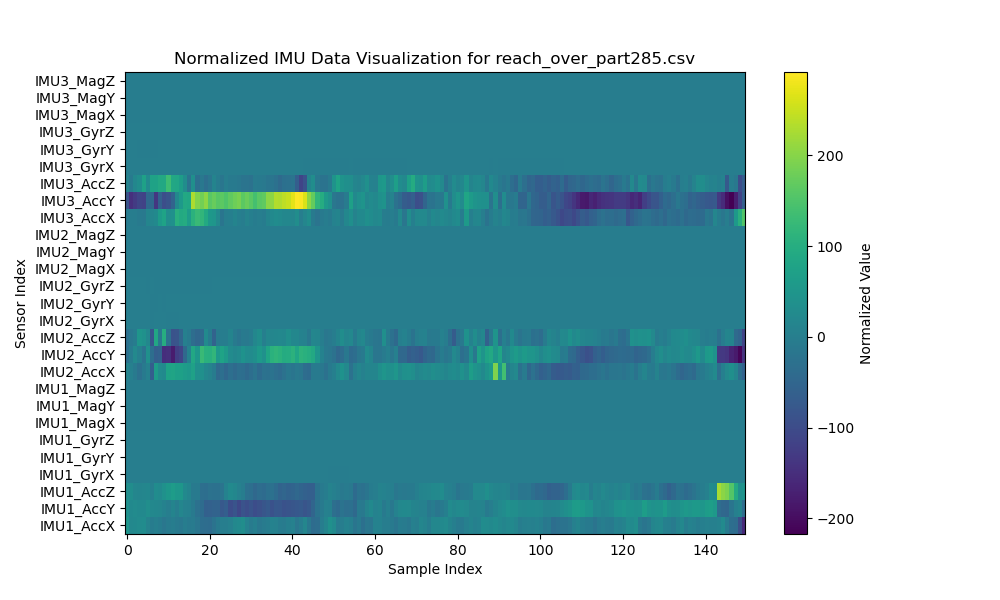 Normalized IMU Data Visualization for reach_over_part285.csv
IMU3_MagZ
IMU3_MagY
IMU3_MagX
IMU3_GyrZ
IMU3_GyrY
IMU3_GyrX
IMU3_AccZ
IMU3_AccY
IMU3_AccX
IMU2_MagZ
IMU2_MagY
IMU2_MagX
IMU2_GyrZ
IMU2_GyrY
IMU2_GyrX
IMU2_AccZ
IMU2_AccY
IMU2_AccX
IMU1_MagZ
IMU1_MagY
IMU1_MagX
IMU1_GyrZ
IMU1_GyrY
IMU1_GyrX
IMU1_AccZ
IMU1_AccY
IMU1_AccX
Sensor Index
0 20 40 60 80 100 120 140
Sample Index
200
100
0
−100
−200
Normalized Value